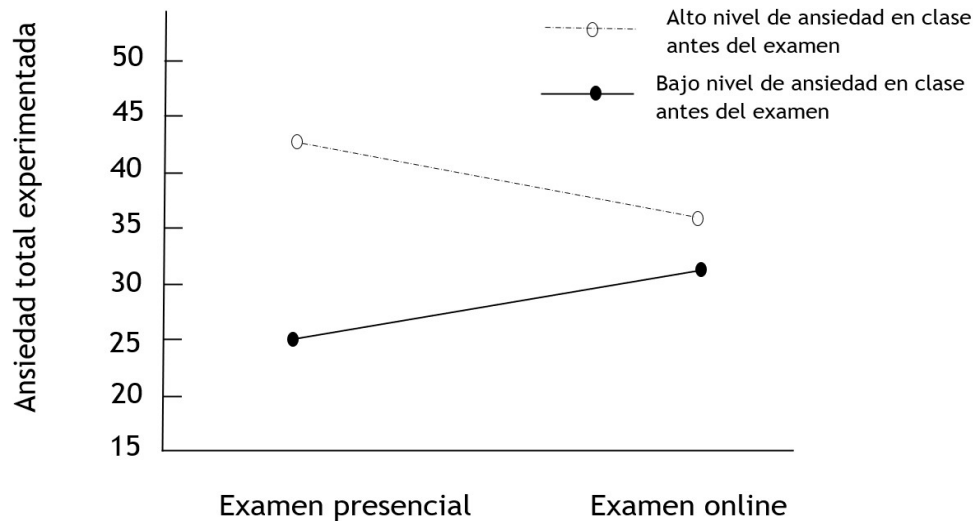 Alto nivel de ansiedad en clase
antes del examen
Bajo nivel de ansiedad en clase
antes del examen
Ansiedad total experimentada
50
45
40
35
30
25
20
15
Examen presencial
Examen online